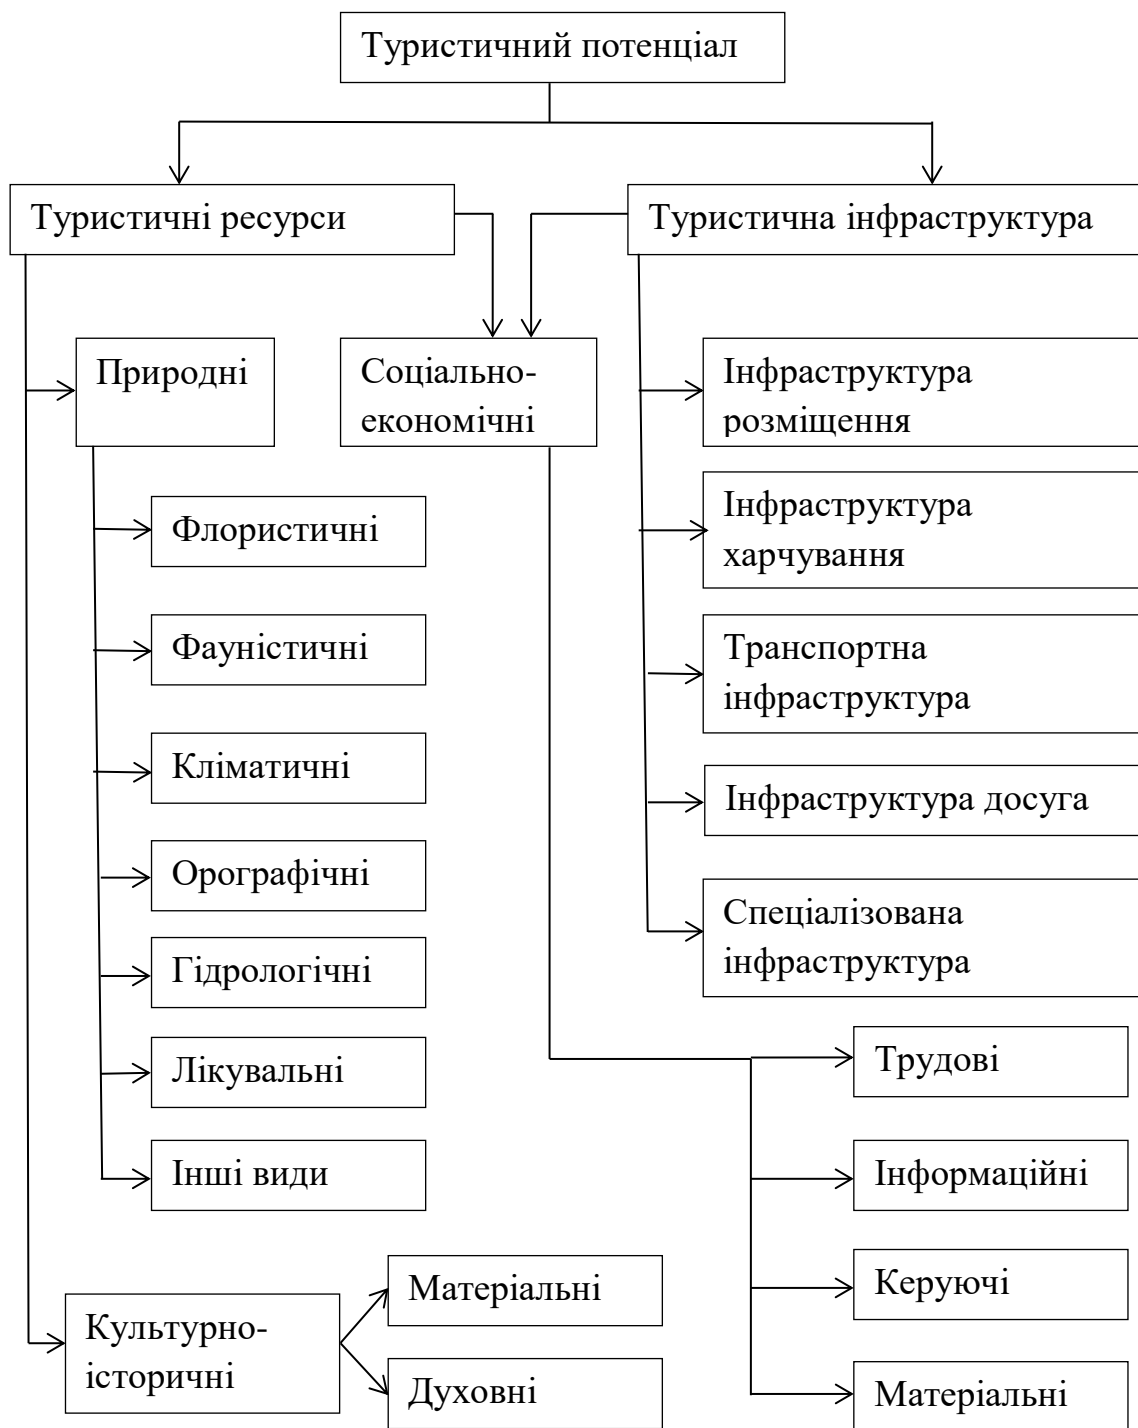 Туристичний потенціал
Туристичні ресурси
Туристична інфраструктура
Природні
Соціально-
економічні
Інфраструктура
розміщення
Флористичні
Інфраструктура
харчування
Фауністичні
Транспортна
інфраструктура
Кліматичні
Інфраструктура досуга
Орографічні
Спеціалізована
інфраструктура
Гідрологічні
Лікувальні
Трудові
Інші види
Інформаційні
Матеріальні
Керуючі
Культурно-
історичні
Духовні
Матеріальні